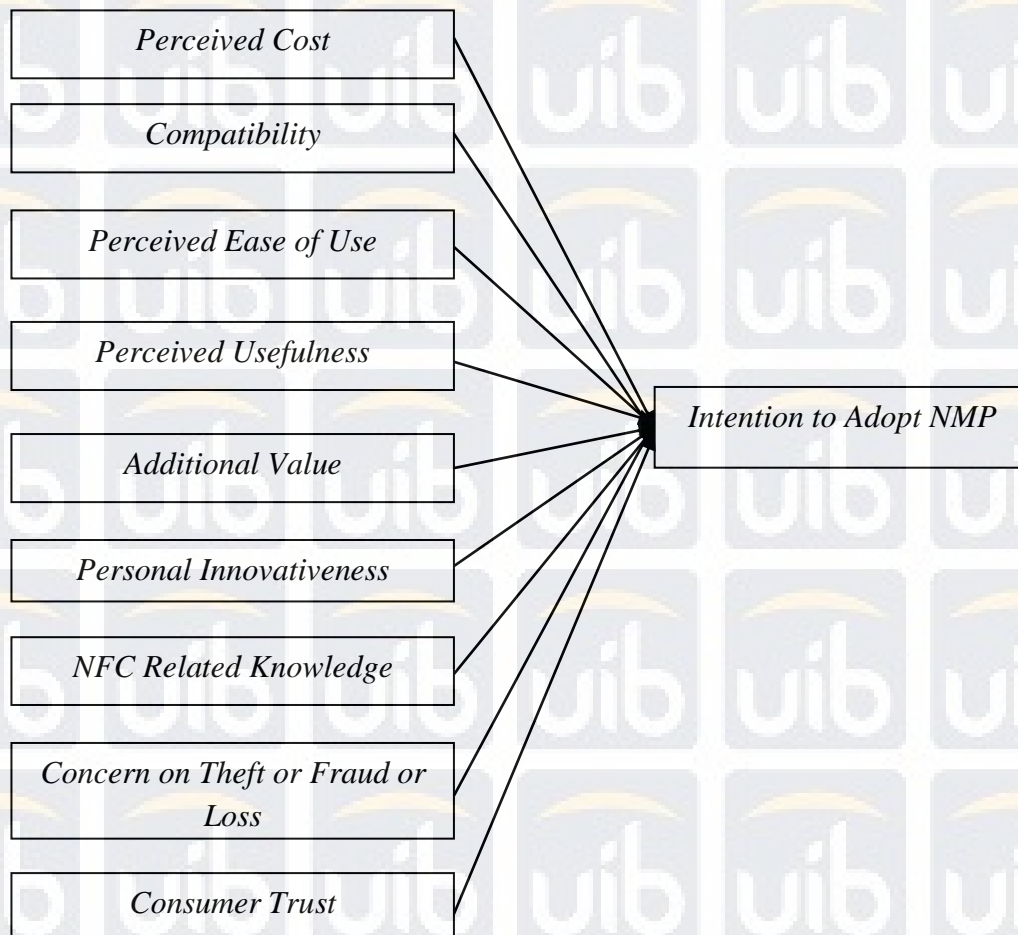 Perceived Cost
Compatibility
Perceived Ease of Use
Perceived Usefulness
Additional Value
Personal Innovativeness
NFC Related Knowledge
Concern on Theft or Fraud or
Loss
Consumer Trust
Intention to Adopt NMP
uib